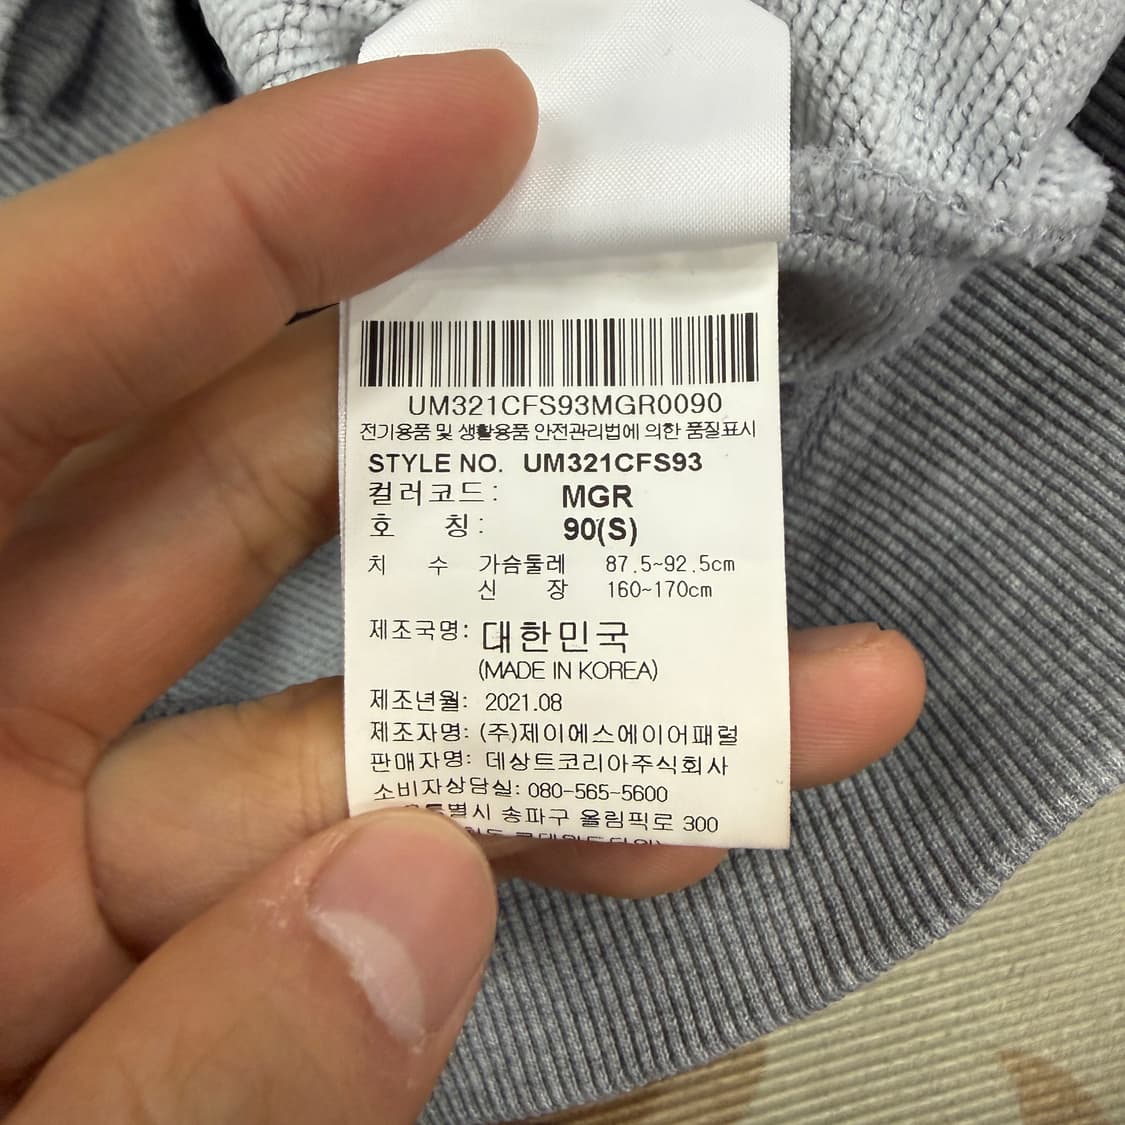 UM321CFS93MGR0090
전기용품 및 생활용품 안전관리법에 의한 품질표시
STYLE NO. UM321CFS93
컬러코드: MGR
호 칭: 90(S)
치 수 가슴둘레 87.5~92.5cm
신 장 160~170cm
제조국명: 대한민국
(MADE IN KOREA)
제조년월: 2021.08
제조자명: (주)제이에스에이어패럴
판매자명: 데상트코리아주식회사
소비자상담실: 080-565-5600
송파구 올림픽로 300